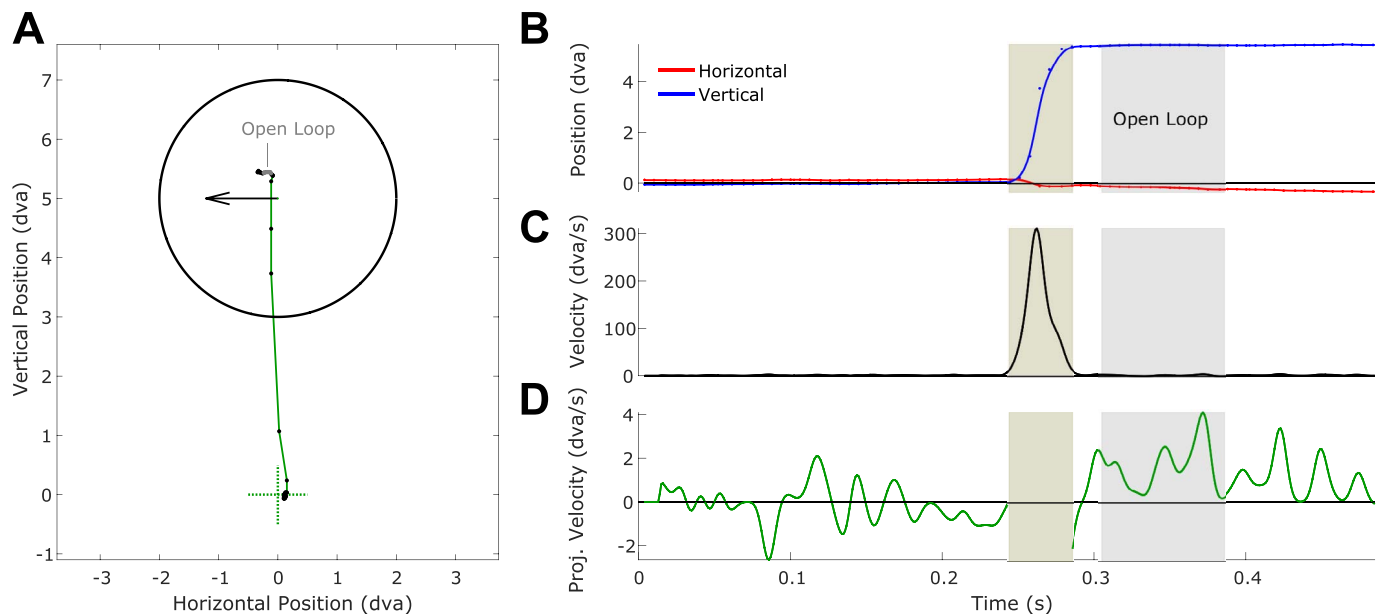 A
Vertical Position (dva)
7
6
5
4
3
2
1
0
-1
Open Loop
-3
-2
-1
0
1
2
3
Horizontal Position (dva)
B
Position (dva)
4
2
0
Horizontal
Vertical
Open Loop
C
Velocity (dva/s)
300
200
100
0
D
Proj. Velocity (dva/s)
4
2
0
-2
0
0.1
0.2
0.3
0.4
Time (s)